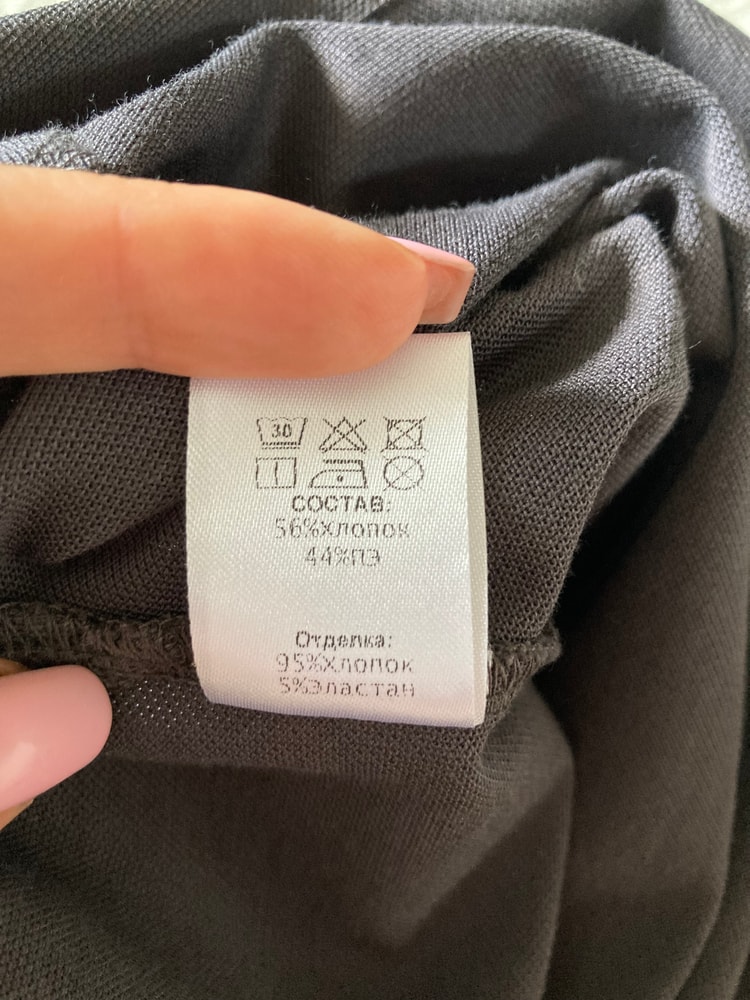 30
СОСТАВ:
56%хлопок
44%пэ
Отделка:
95%хлопок
5%эластан